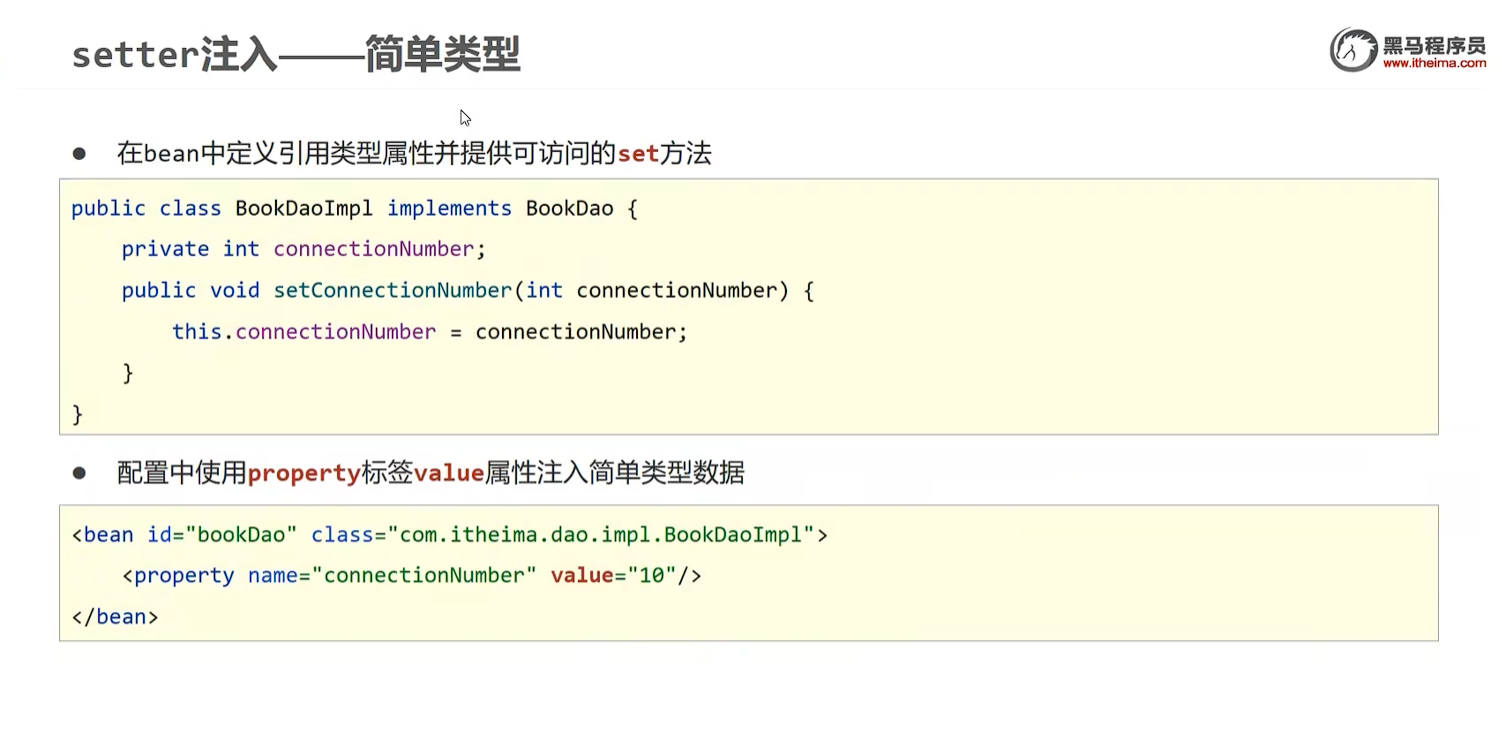 setter注入——简单类型
黑马程序员
www.itheima.com
● 在bean中定义引用类型属性并提供可访问的set方法
public class BookDaoImpl implements BookDao {
    private int connectionNumber;
    public void setConnectionNumber(int connectionNumber) {
        this.connectionNumber = connectionNumber;
    }
}
● 配置中使用property标签value属性注入简单类型数据
<bean id="bookDao" class="com.itheima.dao.impl.BookDaoImpl">
    <property name="connectionNumber" value="10"/>
</bean>